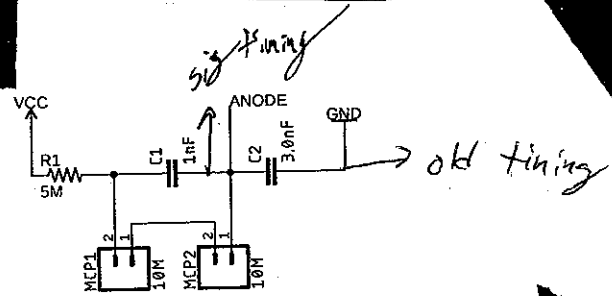 sig timing
VCC
ANODE
GND
C1
1nF
C2
3.0nF
R1
5M
old timing
2
1
2
1
MCP1
10M
MCP2
10M